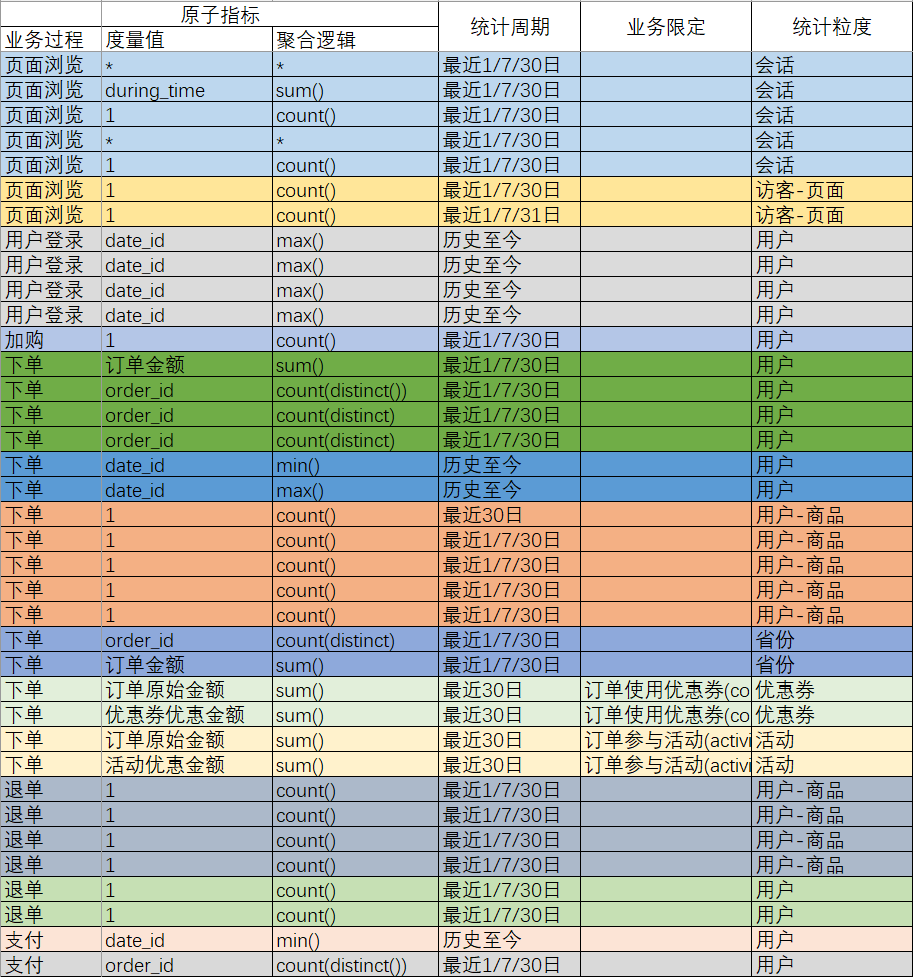 原子指标 统计周期 业务限定 统计粒度
业务过程 度量值 聚合逻辑
页面浏览 * * 最近1/7/30日 会话
页面浏览 during_time sum() 最近1/7/30日 会话
页面浏览 1 count() 最近1/7/30日 会话
页面浏览 * * 最近1/7/30日 会话
页面浏览 1 count() 最近1/7/30日 会话
页面浏览 1 count() 最近1/7/30日 访客-页面
页面浏览 1 count() 最近1/7/31日 访客-页面
用户登录 date_id max() 历史至今 用户
用户登录 date_id max() 历史至今 用户
用户登录 date_id max() 历史至今 用户
用户登录 date_id max() 历史至今 用户
加购 1 count() 最近1/7/30日 用户
下单 订单金额 sum() 最近1/7/30日 用户
下单 order_id count(distinct()) 最近1/7/30日 用户
下单 order_id count(distinct) 最近1/7/30日 用户
下单 order_id count(distinct) 最近1/7/30日 用户
下单 date_id min() 历史至今 用户
下单 date_id max() 历史至今 用户
下单 1 count() 最近30日 用户-商品
下单 1 count() 最近1/7/30日 用户-商品
下单 1 count() 最近1/7/30日 用户-商品
下单 1 count() 最近1/7/30日 用户-商品
下单 1 count() 最近1/7/30日 用户-商品
下单 order_id count(distinct) 最近1/7/30日 省份
下单 订单金额 sum() 最近1/7/30日 省份
下单 订单原始金额 sum() 最近30日 订单使用优惠券(co 优惠券
下单 优惠券优惠金额 sum() 最近30日 订单使用优惠券(co 优惠券
下单 订单原始金额 sum() 最近30日 订单参与活动(activi 活动
下单 活动优惠金额 sum() 最近30日 订单参与活动(activi 活动
退单 1 count() 最近1/7/30日 用户-商品
退单 1 count() 最近1/7/30日 用户-商品
退单 1 count() 最近1/7/30日 用户-商品
退单 1 count() 最近1/7/30日 用户-商品
退单 1 count() 最近1/7/30日 用户
退单 1 count() 最近1/7/30日 用户
支付 date_id min() 历史至今 用户
支付 order_id count(distinct()) 最近1/7/30日 用户